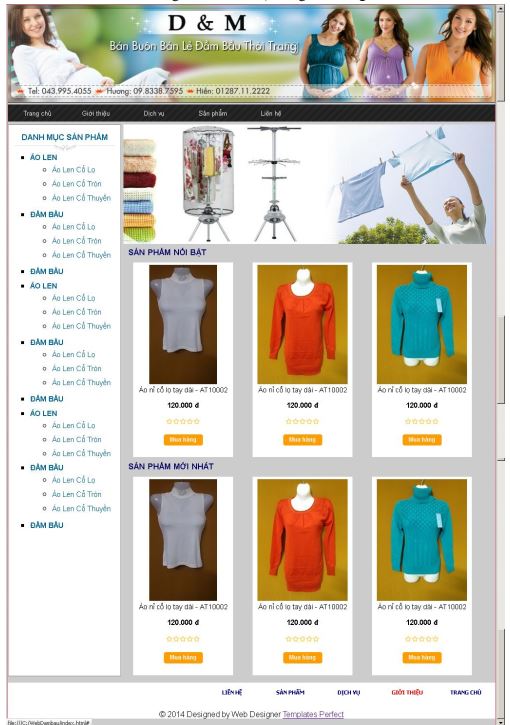 D & M
Bán Buôn Bán Lẻ Đầm Bầu Thời Trang
Tel: 043.995.4055 Hương: 09.8338.7595 Hiền: 01287.11.2222
Trang chủ Giới thiệu Dịch vụ Sản phẩm Liên hệ
DANH MỤC SẢN PHẨM
ÁO LEN
Áo Len Cổ Lọ
Áo Len Cổ Tròn
Áo Len Cổ Thuyền
ĐẦM BẦU
Áo Len Cổ Lọ
Áo Len Cổ Tròn
Áo Len Cổ Thuyền
ĐẦM BẦU
ÁO LEN
Áo Len Cổ Lọ
Áo Len Cổ Tròn
Áo Len Cổ Thuyền
ĐẦM BẦU
Áo Len Cổ Lọ
Áo Len Cổ Tròn
Áo Len Cổ Thuyền
ĐẦM BẦU
ÁO LEN
Áo Len Cổ Lọ
Áo Len Cổ Tròn
Áo Len Cổ Thuyền
ĐẦM BẦU
Áo Len Cổ Lọ
Áo Len Cổ Tròn
Áo Len Cổ Thuyền
ĐẦM BẦU
SẢN PHẨM NỔI BẬT
Áo nỉ cổ lọ tay dài - AT10002 Áo nỉ cổ lọ tay dài - AT10002 Áo nỉ cổ lọ tay dài - AT10002
120.000 đ 120.000 đ 120.000 đ
Mua hàng Mua hàng Mua hàng
SẢN PHẨM MỚI NHẤT
Áo nỉ cổ lọ tay dài - AT10002 Áo nỉ cổ lọ tay dài - AT10002 Áo nỉ cổ lọ tay dài - AT10002
120.000 đ 120.000 đ 120.000 đ
Mua hàng Mua hàng Mua hàng
LIÊN HỆ SẢN PHẨM DỊCH VỤ GIỚI THIỆU TRANG CHỦ
© 2014 Designed by Web Designer Templates Perfect
file:///C:/WebDambau/index.html#